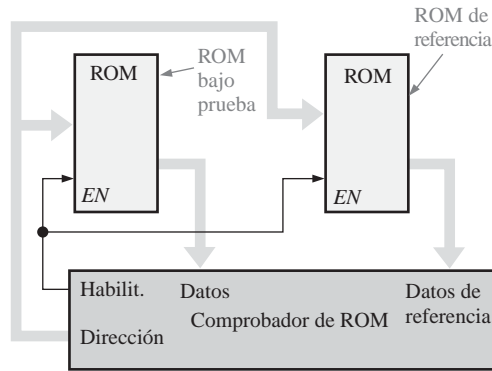 ROM de
referencia
ROM
ROM
bajo
prueba
ROM
EN
EN
Habilit.
Datos
Datos de
referencia
Comprobador de ROM
Dirección